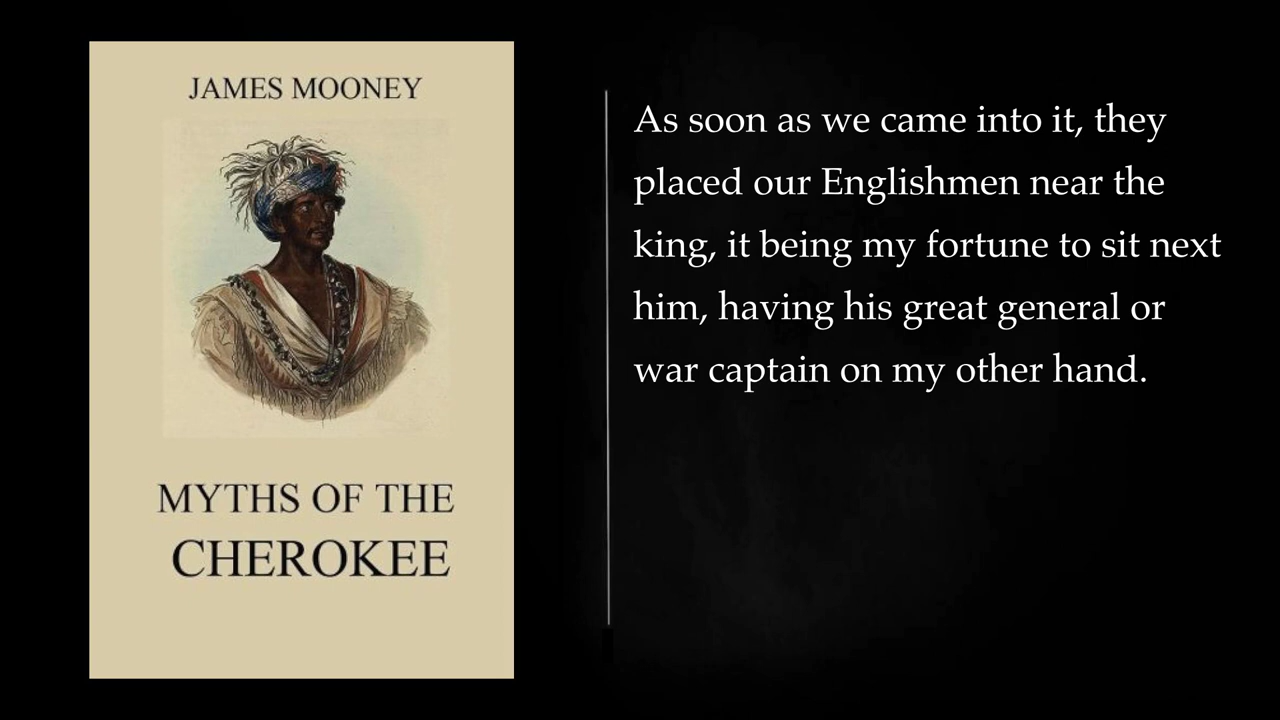 JAMES MOONEY
MYTHS OF THE
CHEROKEE
As soon as we came into it, they
placed our Englishmen near the
king, it being my fortune to sit next
him, having his great general or
war captain on my other hand.